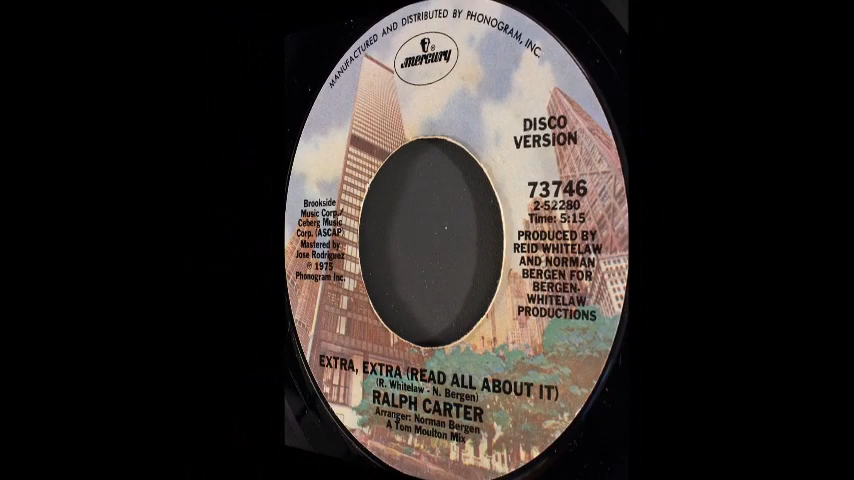 MANUFACTURED AND DISTRIBUTED BY PHONOGRAM, INC.
mercury
®
DISCO
VERSION
73746
2-52280
Time: 5:15
PRODUCED BY
REID WHITELAW
AND NORMAN
BERGEN FOR
BERGEN-
WHITELAW
PRODUCTIONS
Brookside
Music Corp./
Ceberg Music
Corp. (ASCAP)
Mastered by:
Jose Rodriguez
℗ 1975
Phonogram Inc.
EXTRA, EXTRA (READ ALL ABOUT IT)
(R. Whitelaw - N. Bergen)
RALPH CARTER
Arranger: Norman Bergen
A Tom Moulton Mix